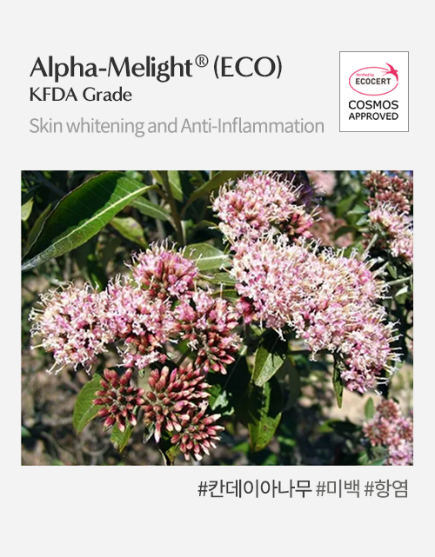 Alpha-Melight® (ECO)
KFDA Grade
Skin whitening and Anti-Inflammation
ECOCERT
COSMOS
APPROVED
#칸데이아나무 #미백 #항염